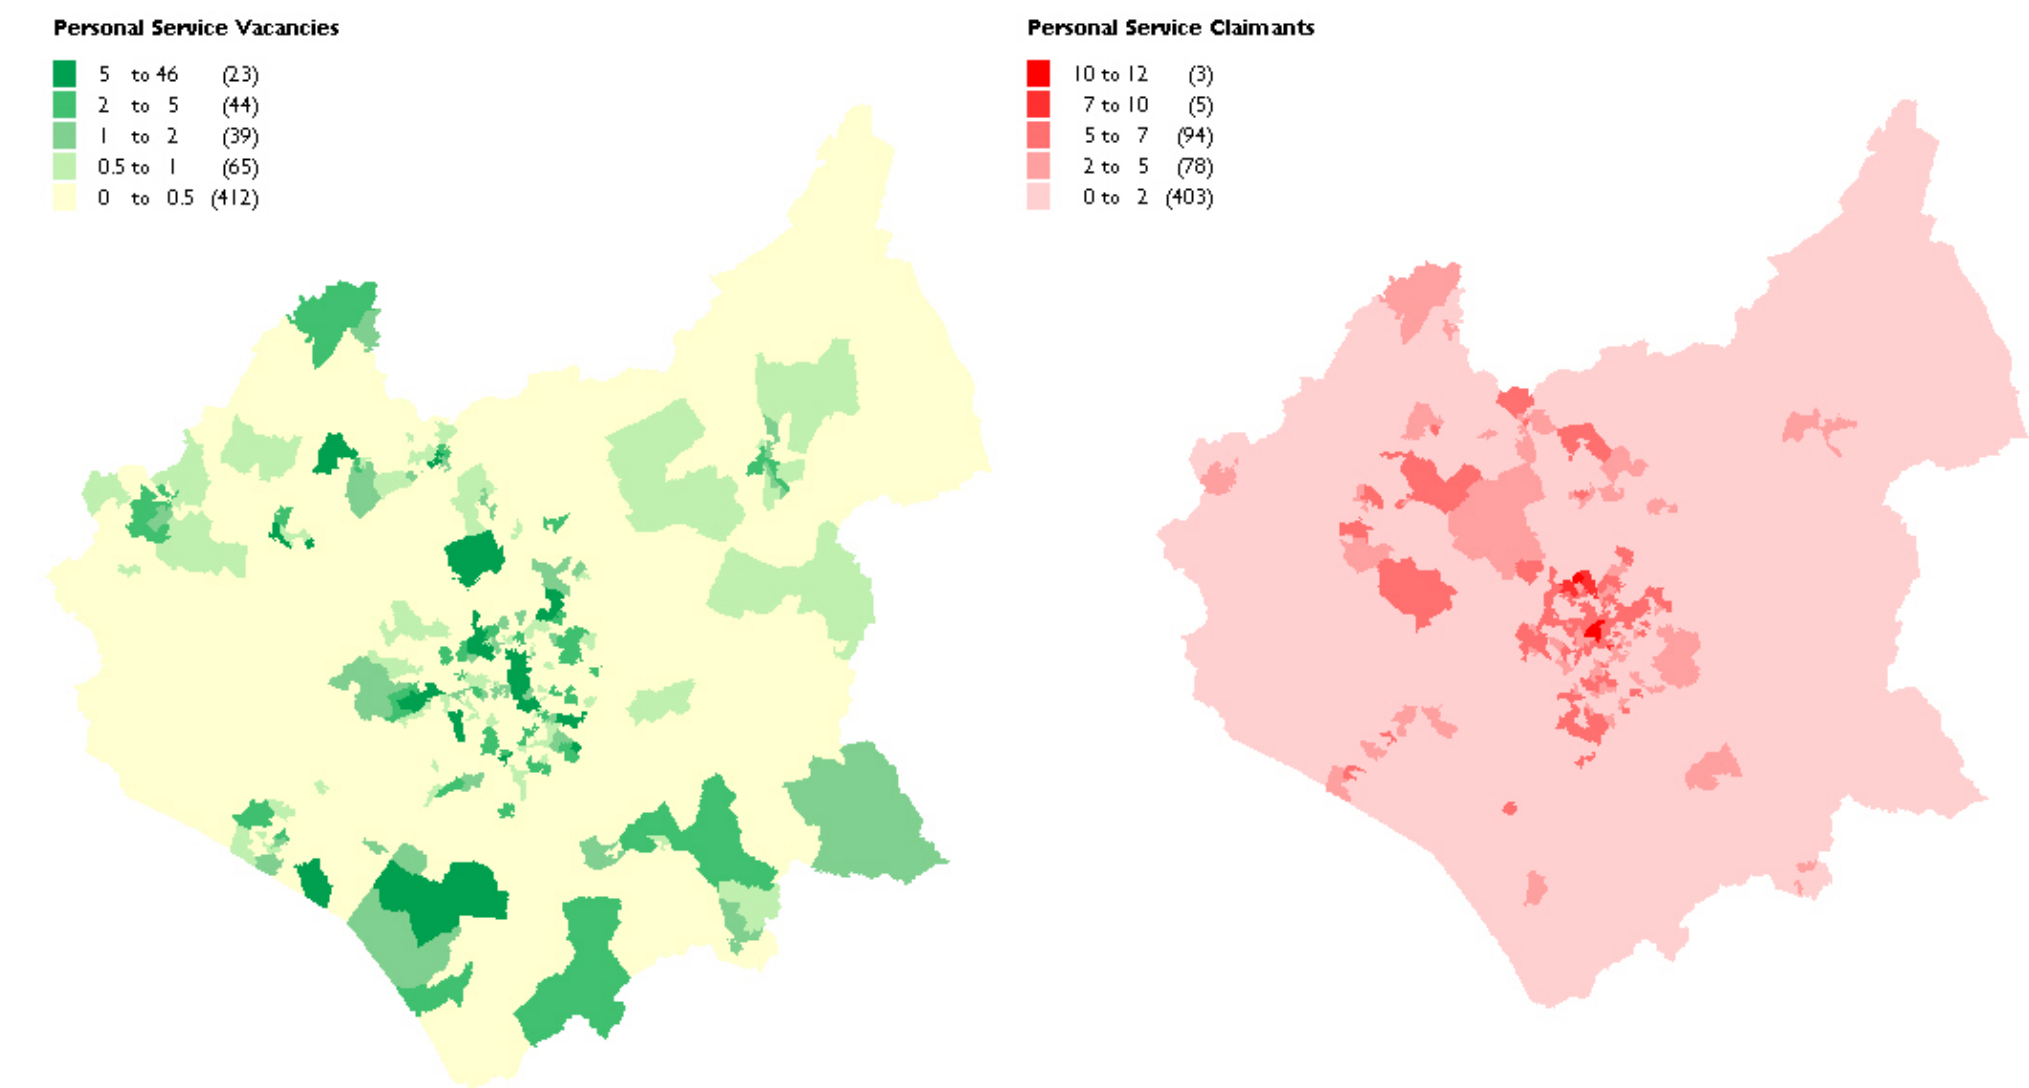 Personal Service Vacancies
5 to 46 (23)
2 to 5 (44)
1 to 2 (39)
0.5 to 1 (65)
0 to 0.5 (412)
Personal Service Claimants
10 to 12 (3)
7 to 10 (5)
5 to 7 (94)
2 to 5 (78)
0 to 2 (403)